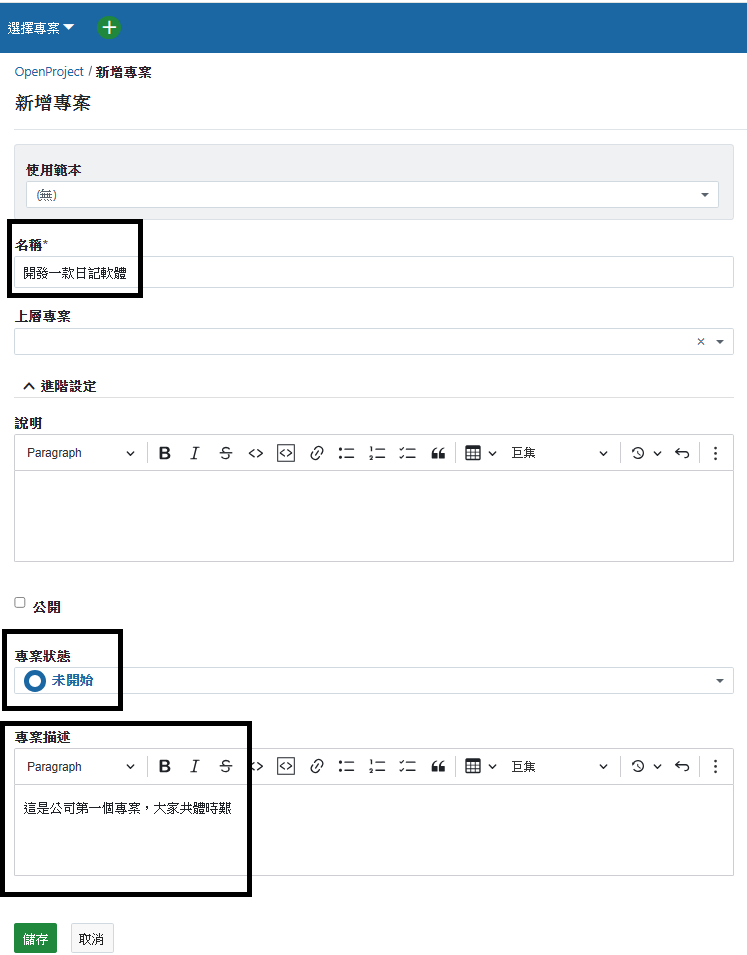 選擇專案
OpenProject / 新增專案
新增專案
使用範本
(無)
名稱*
開發一款日記軟體
上層專案
進階設定
說明
Paragraph 巨集
公開
專案狀態
未開始
專案描述
Paragraph 巨集
這是公司第一個專案，大家共體時艱
儲存 取消